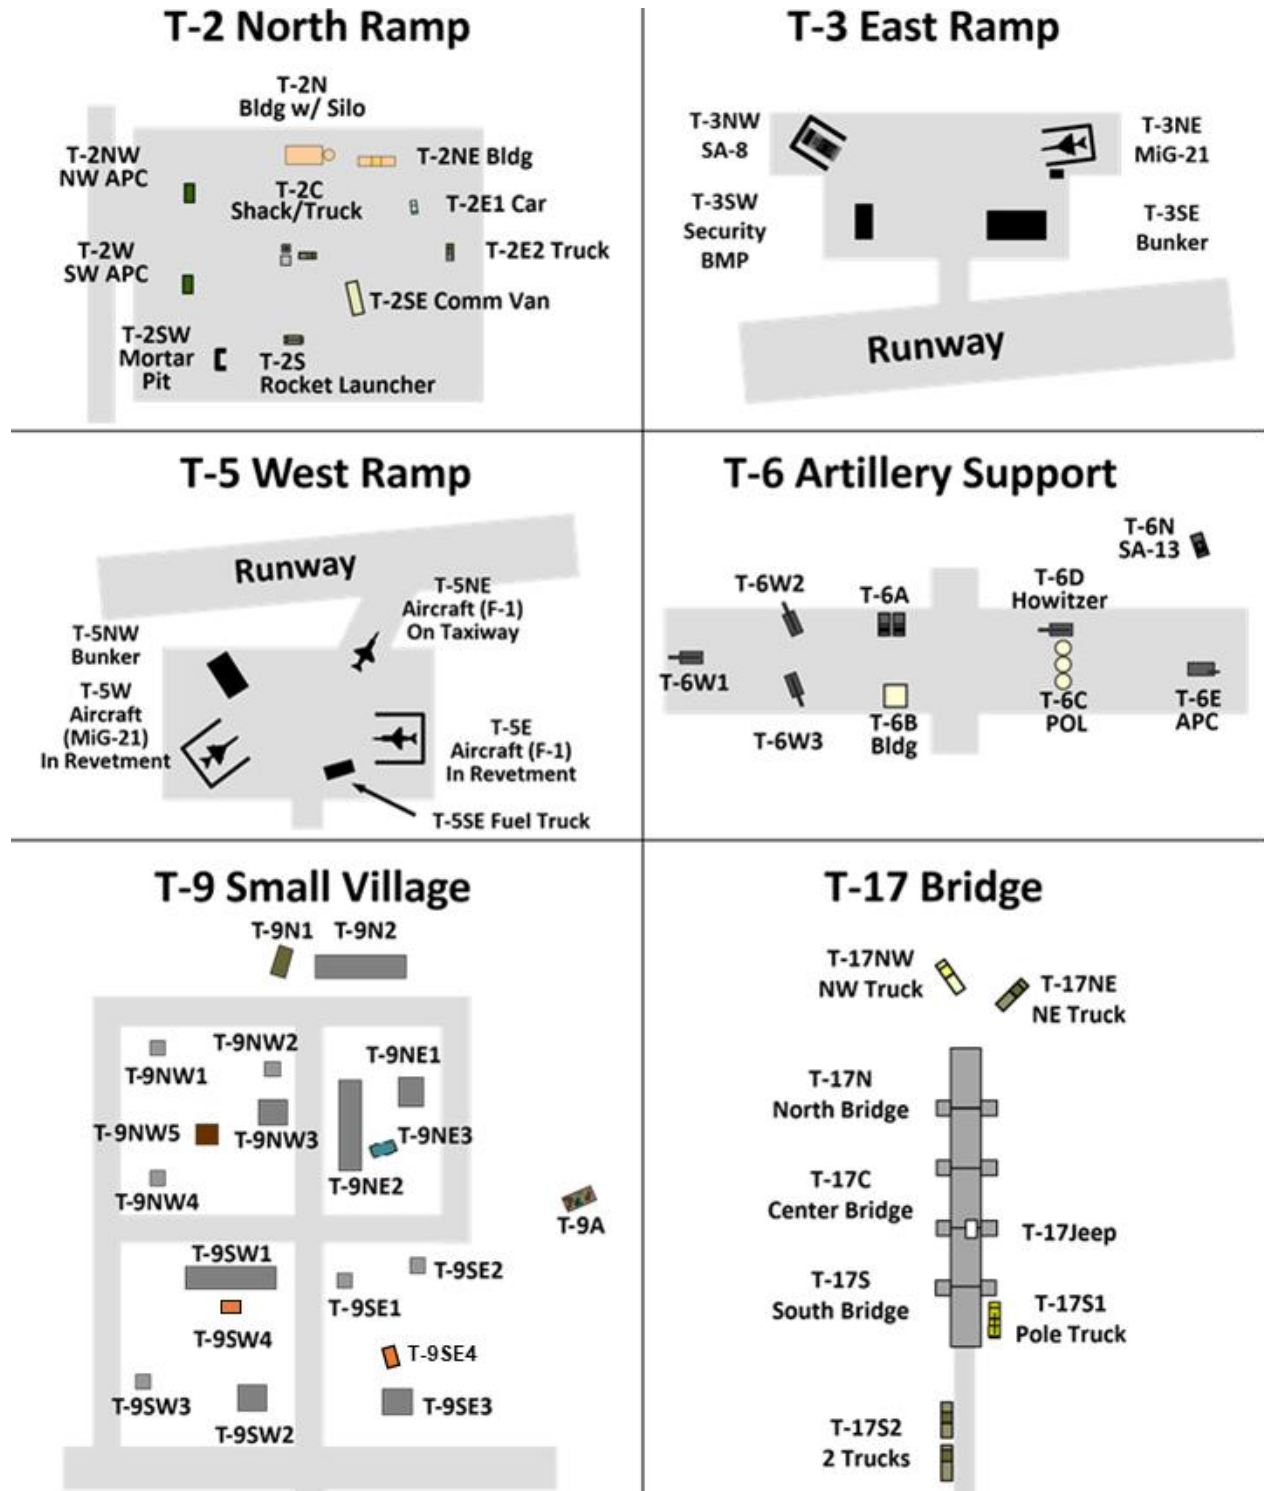 T-2 North Ramp
T-2N
Bldg w/ Silo
T-2NW
NW APC
T-2NE Bldg
T-2C
Shack/Truck
T-2E1 Car
T-2W
SW APC
T-2E2 Truck
T-2SE Comm Van
T-2SW
Mortar
Pit
T-2S
Rocket Launcher
T-3 East Ramp
T-3NW
SA-8
T-3NE
MiG-21
T-3SW
Security
BMP
T-3SE
Bunker
Runway
T-5 West Ramp
Runway
T-5NE
Aircraft (F-1)
On Taxiway
T-5NW
Bunker
T-5W
Aircraft
(MiG-21)
In Revetment
T-5E
Aircraft (F-1)
In Revetment
T-5SE Fuel Truck
T-6 Artillery Support
T-6N
SA-13
T-6W2
T-6A
T-6D
Howitzer
T-6W1
T-6W3
T-6B
Bldg
T-6C
POL
T-6E
APC
T-9 Small Village
T-9N1
T-9N2
T-9NW1
T-9NW2
T-9NE1
T-9NW5
T-9NW3
T-9NE3
T-9NW4
T-9NE2
T-9A
T-9SW1
T-9SE2
T-9SE1
T-9SW4
T-9SE4
T-9SW3
T-9SW2
T-9SE3
T-17 Bridge
T-17NW
NW Truck
T-17NE
NE Truck
T-17N
North Bridge
T-17C
Center Bridge
T-17Jeep
T-17S
South Bridge
T-17S1
Pole Truck
T-17S2
2 Trucks